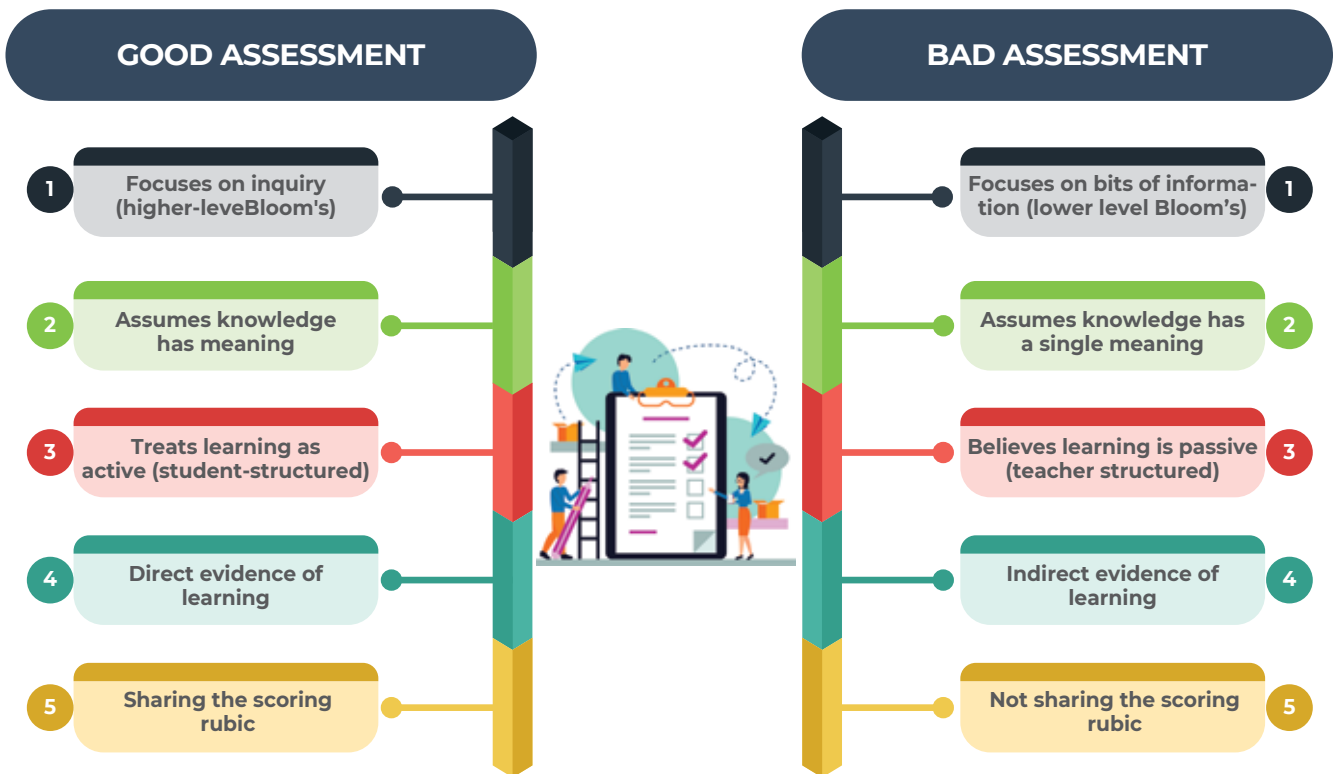 GOOD ASSESSMENT
1
Focuses on inquiry
(higher-leveBloom's)
2
Assumes knowledge
has meaning
3
Treats learning as
active (student-structured)
4
Direct evidence of
learning
5
Sharing the scoring
rubic
BAD ASSESSMENT
Focuses on bits of informa-
tion (lower level Bloom’s)
1
Assumes knowledge has
a single meaning
2
Believes learning is passive
(teacher structured)
3
Indirect evidence of
learning
4
Not sharing the scoring
rubic
5